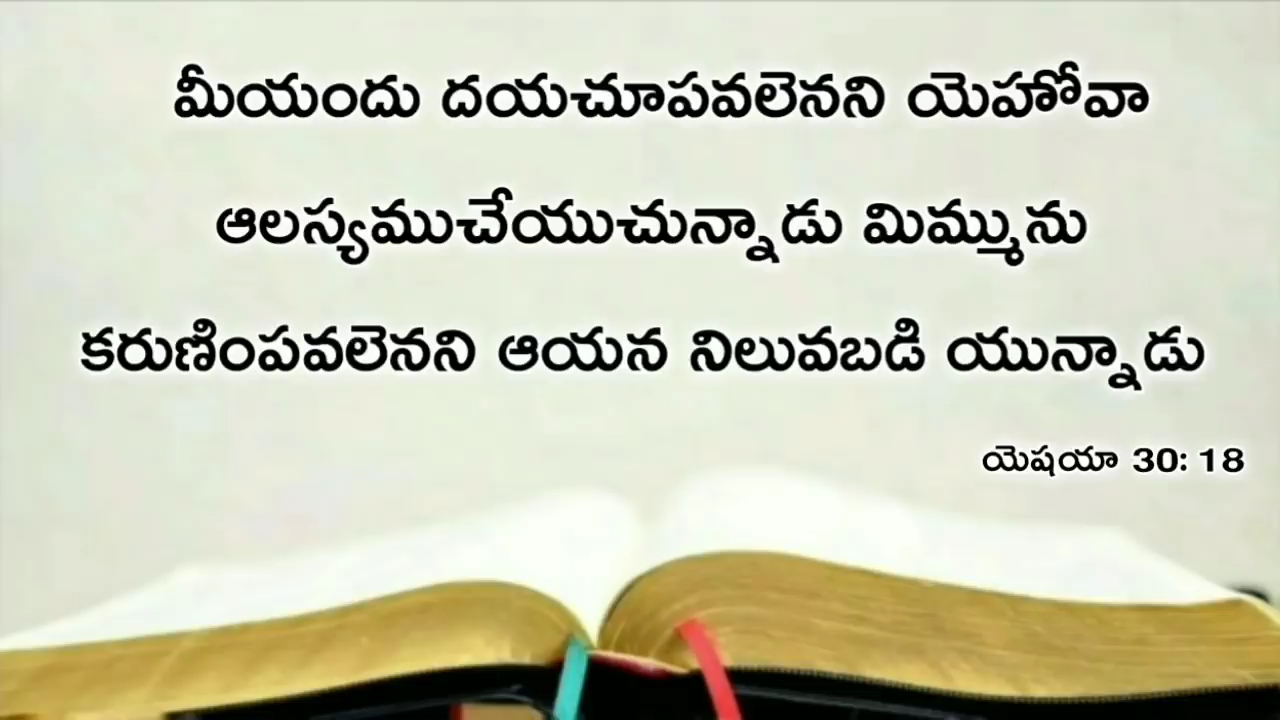 మీయందు దయచూపవలెనని యెహోవా
ఆలస్యముచేయుచున్నాడు మిమ్మును
కరుణింపవలెనని ఆయన నిలువబడి యున్నాడు
యెషయా 30: 18